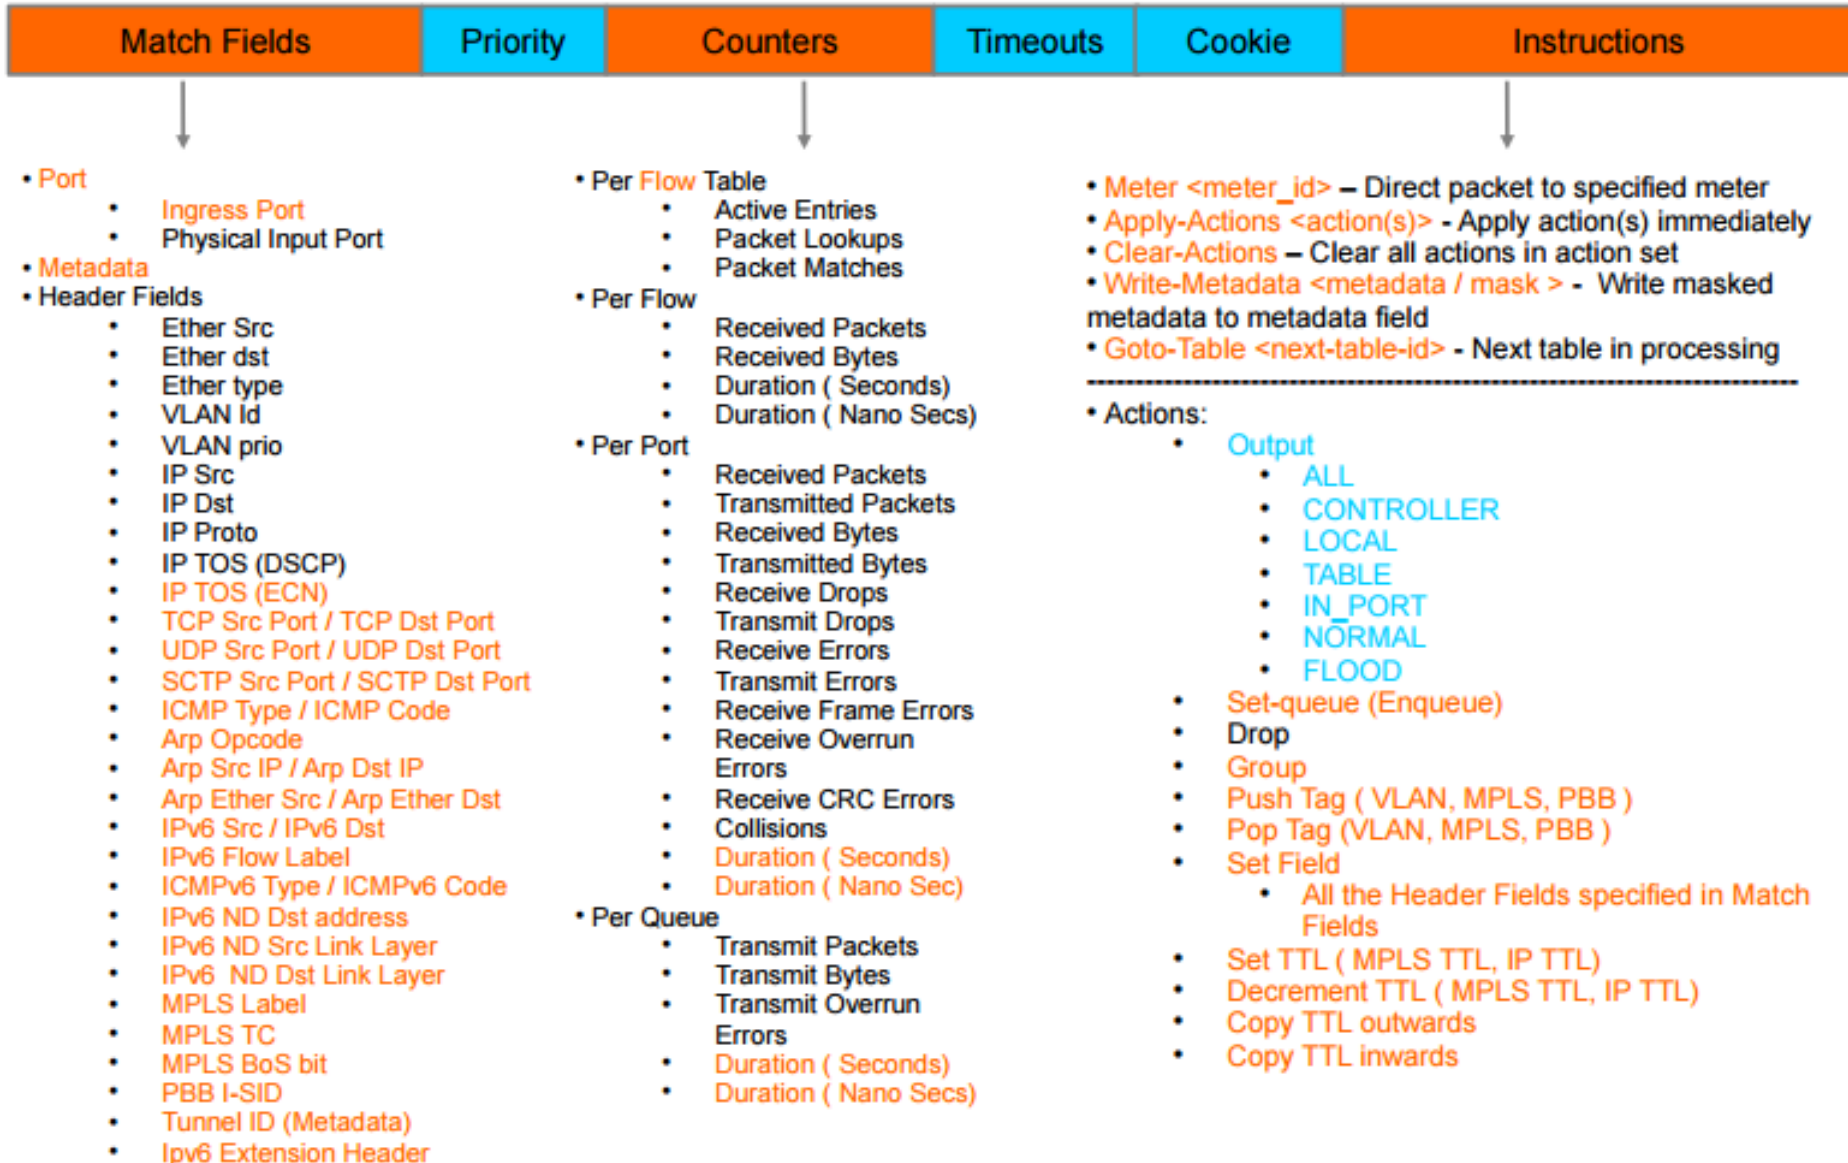 Match Fields
Priority
Counters
Timeouts
Cookie
Instructions
• Port
• Ingress Port
• Physical Input Port
• Metadata
• Header Fields
• Ether Src
• Ether dst
• Ether type
• VLAN Id
• VLAN prio
• IP Src
• IP Dst
• IP Proto
• IP TOS (DSCP)
• IP TOS (ECN)
• TCP Src Port / TCP Dst Port
• UDP Src Port / UDP Dst Port
• SCTP Src Port / SCTP Dst Port
• ICMP Type / ICMP Code
• Arp Opcode
• Arp Src IP / Arp Dst IP
• Arp Ether Src / Arp Ether Dst
• IPv6 Src / IPv6 Dst
• IPv6 Flow Label
• ICMPv6 Type / ICMPv6 Code
• IPv6 ND Dst address
• IPv6 ND Src Link Layer
• IPv6 ND Dst Link Layer
• MPLS Label
• MPLS TC
• MPLS BoS bit
• PBB I-SID
• Tunnel ID (Metadata)
• Ipv6 Extension Header
• Per Flow Table
• Active Entries
• Packet Lookups
• Packet Matches
• Per Flow
• Received Packets
• Received Bytes
• Duration ( Seconds)
• Duration ( Nano Secs)
• Per Port
• Received Packets
• Transmitted Packets
• Received Bytes
• Transmitted Bytes
• Receive Drops
• Transmit Drops
• Receive Errors
• Transmit Errors
• Receive Frame Errors
• Receive Overrun
Errors
• Receive CRC Errors
• Collisions
• Duration ( Seconds)
• Duration ( Nano Sec)
• Per Queue
• Transmit Packets
• Transmit Bytes
• Transmit Overrun
Errors
• Duration ( Seconds)
• Duration ( Nano Secs)
• Meter <meter_id> – Direct packet to specified meter
• Apply-Actions <action(s)> - Apply action(s) immediately
• Clear-Actions – Clear all actions in action set
• Write-Metadata <metadata / mask > - Write masked
metadata to metadata field
• Goto-Table <next-table-id> - Next table in processing
• Actions:
• Output
• ALL
• CONTROLLER
• LOCAL
• TABLE
• IN_PORT
• NORMAL
• FLOOD
• Set-queue (Enqueue)
• Drop
• Group
• Push Tag ( VLAN, MPLS, PBB )
• Pop Tag (VLAN, MPLS, PBB )
• Set Field
• All the Header Fields specified in Match
Fields
• Set TTL ( MPLS TTL, IP TTL)
• Decrement TTL ( MPLS TTL, IP TTL)
• Copy TTL outwards
• Copy TTL inwards